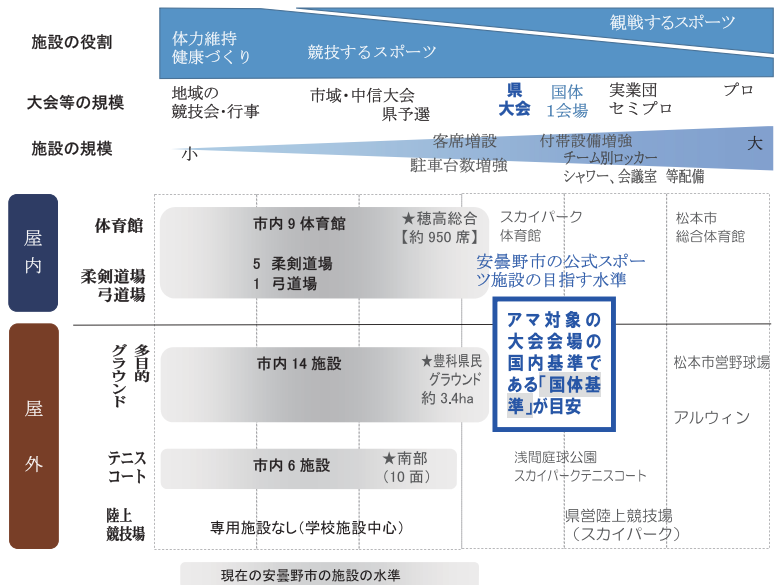 施設の役割
体力維持
健康づくり
競技するスポーツ
観戦するスポーツ
大会等の規模
地域の
競技会・行事
市域・中信大会
県予選
県
大会
国体
1会場
実業団
セミプロ
プロ
施設の規模
小
客席増設
駐車台数増強
付帯設備増強
チーム別ロッカー
シャワー、会議室 等配備
大
屋内
体育館
市内9体育館
★穂高総合
【約950席】
スカイパーク
体育館
松本市
総合体育館
柔剣道場
弓道場
5 柔剣道場
1 弓道場
安曇野市の公式スポー
ツ施設の目指す水準
アマ対象の
大会会場の
国内基準で
ある「国体基
準」が目安
屋外
多目的
グラウンド
市内14施設
★豊科県民
グラウンド
約3.4ha
松本市営野球場
アルウィン
テニス
コート
市内6施設
★南部
(10面)
浅間庭球公園
スカイパークテニスコート
陸上
競技場
専用施設なし(学校施設中心)
県営陸上競技場
(スカイパーク)
現在の安曇野市の施設の水準